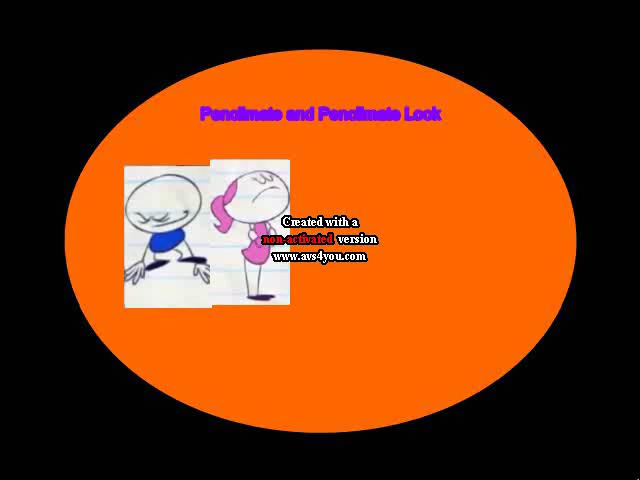 Pencilmate and Pencilmate Look
Created with a
non-activated version
www.avs4you.com